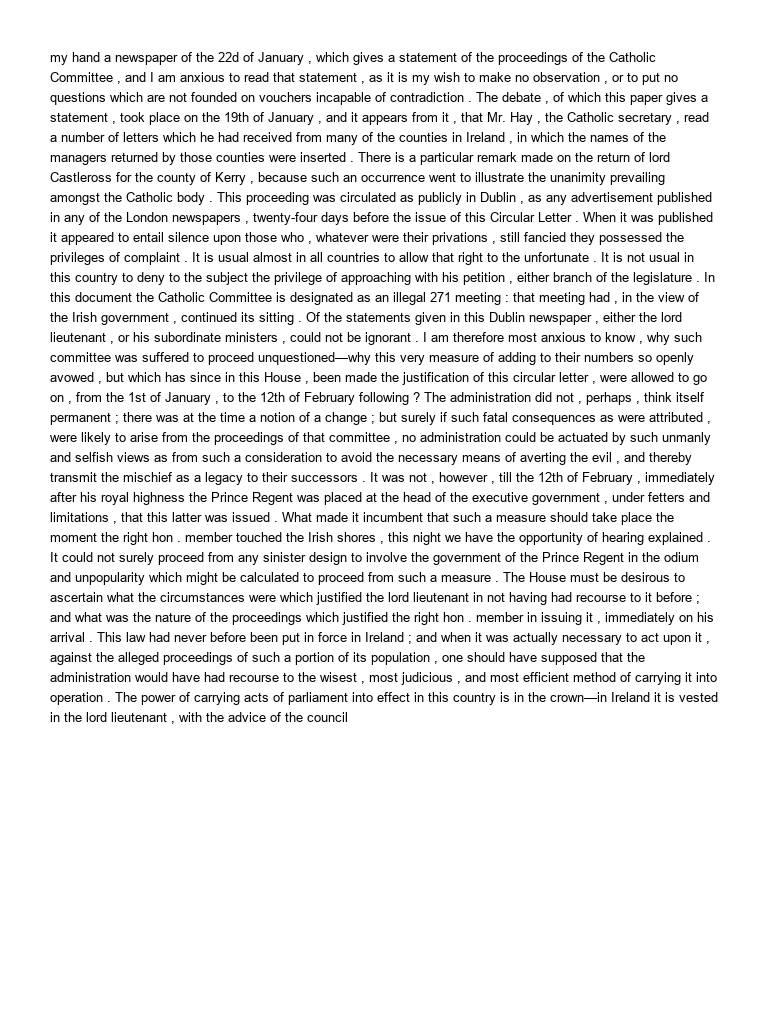 my hand a newspaper of the 22d of January , which gives a statement of the proceedings of the Catholic
Committee , and I am anxious to read that statement , as it is my wish to make no observation , or to put no
questions which are not founded on vouchers incapable of contradiction . The debate , of which this paper gives a
statement , took place on the 19th of January , and it appears from it , that Mr. Hay , the Catholic secretary , read
a number of letters which he had received from many of the counties in Ireland , in which the names of the
managers returned by those counties were inserted . There is a particular remark made on the return of lord
Castleross for the county of Kerry , because such an occurrence went to illustrate the unanimity prevailing
amongst the Catholic body . This proceeding was circulated as publicly in Dublin , as any advertisement published
in any of the London newspapers , twenty-four days before the issue of this Circular Letter . When it was published
it appeared to entail silence upon those who , whatever were their privations , still fancied they possessed the
privileges of complaint . It is usual almost in all countries to allow that right to the unfortunate . It is not usual in
this country to deny to the subject the privilege of approaching with his petition , either branch of the legislature . In
this document the Catholic Committee is designated as an illegal 271 meeting : that meeting had , in the view of
the Irish government , continued its sitting . Of the statements given in this Dublin newspaper , either the lord
lieutenant , or his subordinate ministers , could not be ignorant . I am therefore most anxious to know , why such
committee was suffered to proceed unquestioned—why this very measure of adding to their numbers so openly
avowed , but which has since in this House , been made the justification of this circular letter , were allowed to go
on , from the 1st of January , to the 12th of February following ? The administration did not , perhaps , think itself
permanent ; there was at the time a notion of a change ; but surely if such fatal consequences as were attributed ,
were likely to arise from the proceedings of that committee , no administration could be actuated by such unmanly
and selfish views as from such a consideration to avoid the necessary means of averting the evil , and thereby
transmit the mischief as a legacy to their successors . It was not , however , till the 12th of February , immediately
after his royal highness the Prince Regent was placed at the head of the executive government , under fetters and
limitations , that this latter was issued . What made it incumbent that such a measure should take place the
moment the right hon . member touched the Irish shores , this night we have the opportunity of hearing explained .
It could not surely proceed from any sinister design to involve the government of the Prince Regent in the odium
and unpopularity which might be calculated to proceed from such a measure . The House must be desirous to
ascertain what the circumstances were which justified the lord lieutenant in not having had recourse to it before ;
and what was the nature of the proceedings which justified the right hon . member in issuing it , immediately on his
arrival . This law had never before been put in force in Ireland ; and when it was actually necessary to act upon it ,
against the alleged proceedings of such a portion of its population , one should have supposed that the
administration would have had recourse to the wisest , most judicious , and most efficient method of carrying it into
operation . The power of carrying acts of parliament into effect in this country is in the crown—in Ireland it is vested
in the lord lieutenant , with the advice of the council